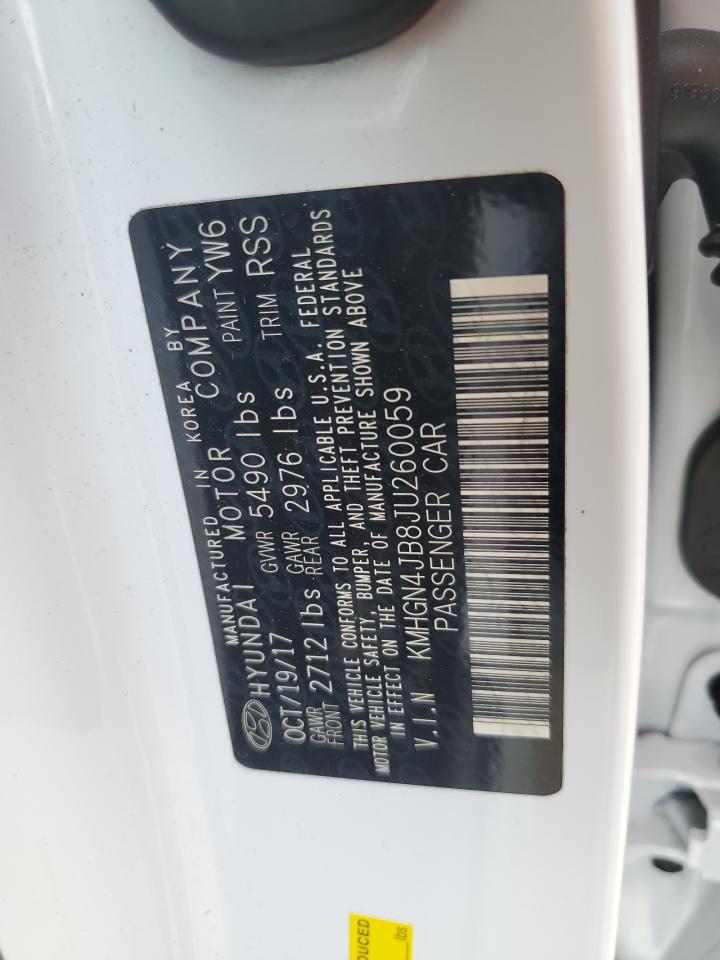 MANUFACTURED IN KOREA BY
HYUNDAI MOTOR COMPANY
OCT/19/17 GVWR 5490 lbs PAINT YW6
GAWR FRONT 2712 lbs GAWR REAR 2976 lbs TRIM RSS
THIS VEHICLE CONFORMS TO ALL APPLICABLE U.S.A. FEDERAL
MOTOR VEHICLE SAFETY, BUMPER, AND THEFT PREVENTION STANDARDS
IN EFFECT ON THE DATE OF MANUFACTURE SHOWN ABOVE
V.I.N KMHGN4JB8JU260059
PASSENGER CAR
lbs